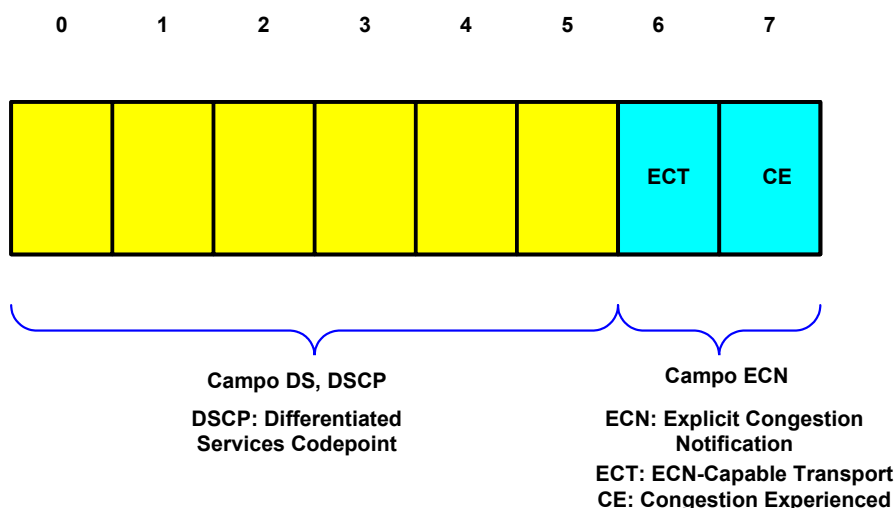 0 1 2 3 4 5 6 7
ECT CE
Campo DS, DSCP
DSCP: Differentiated
Services Codepoint
Campo ECN
ECN: Explicit Congestion
Notification
ECT: ECN-Capable Transport
CE: Congestion Experienced